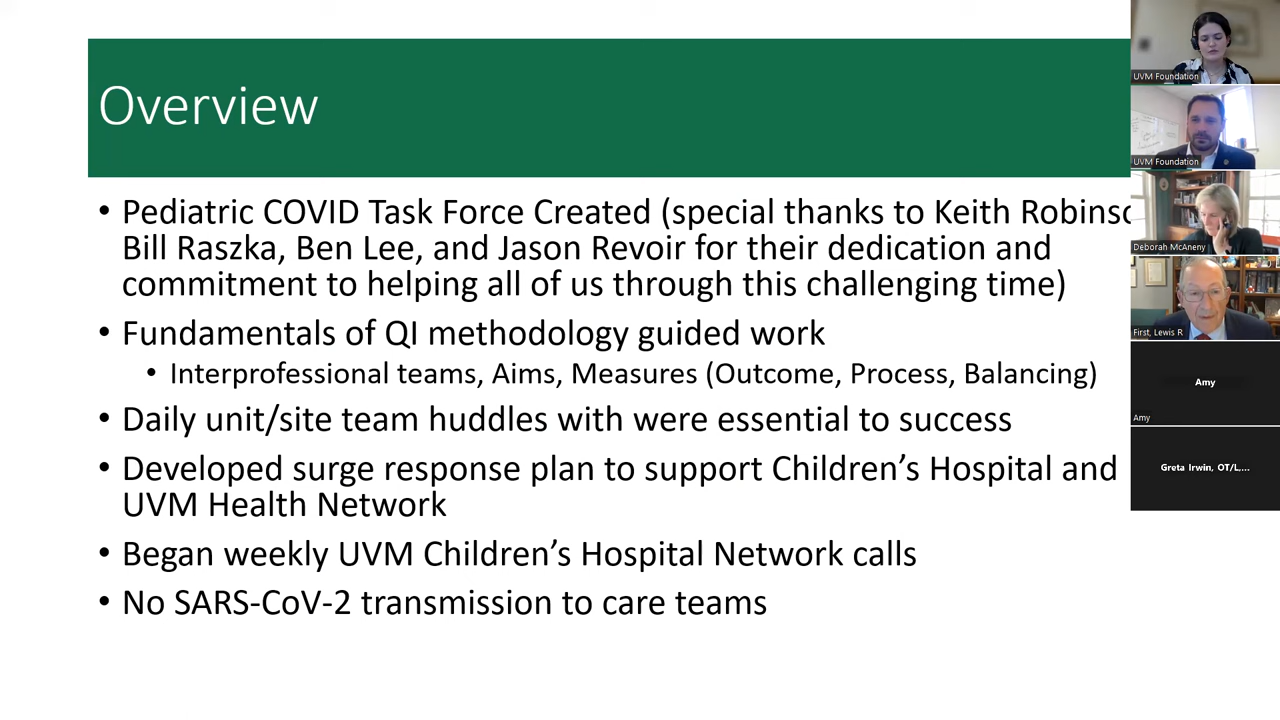 Overview
• Pediatric COVID Task Force Created (special thanks to Keith
Bill Raszka, Ben Lee, and Jason Revoir for their dedication and
commitment to helping all of us through this challenging time)
• Fundamentals of QI methodology guided work
• Interprofessional teams, Aims, Measures (Outcome, Process, Balancing)
• Daily unit/site team huddles with were essential to success
• Developed surge response plan to support Children’s Hospital and
UVM Health Network
• Began weekly UVM Children’s Hospital Network calls
• No SARS-CoV-2 transmission to care teams
UVM Foundation
UVM Foundation
Deborah McAneny
First, Lewis R
Amy
Amy
Greta Irwin, OT/L,...